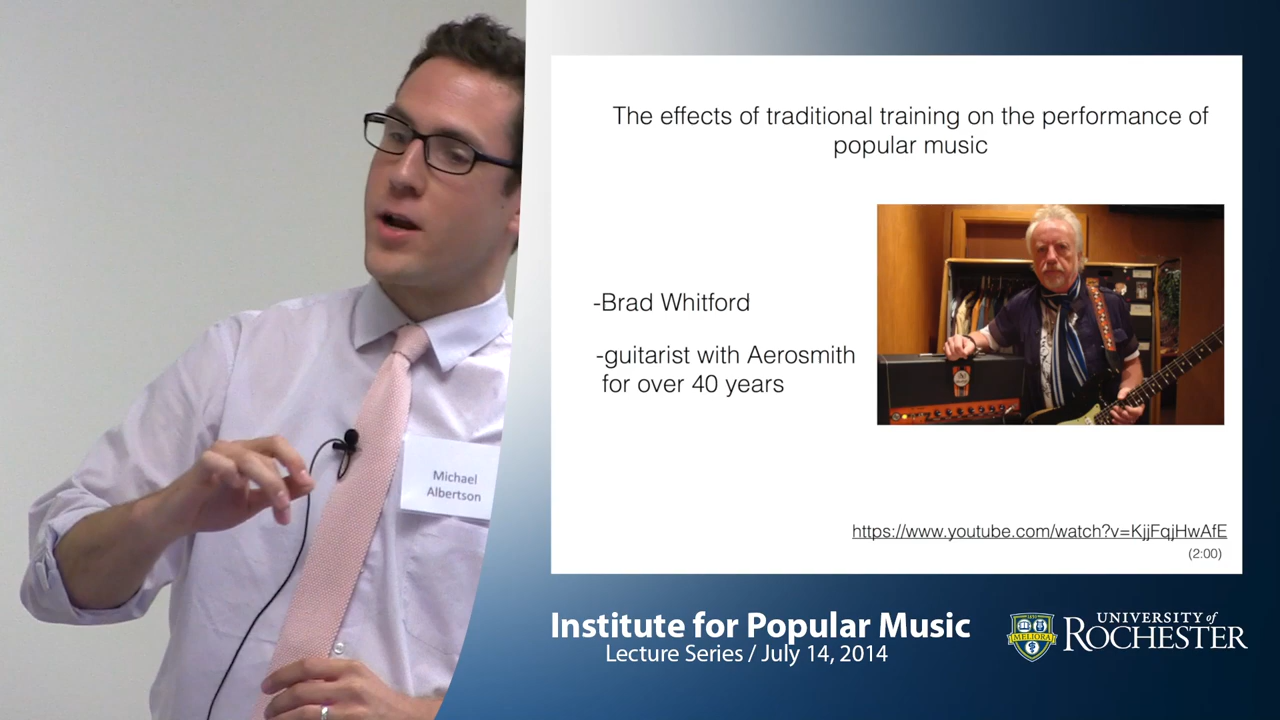 Michael
Albertson
The effects of traditional training on the performance of
popular music
-Brad Whitford
-guitarist with Aerosmith
for over 40 years
https://www.youtube.com/watch?v=KjjFqjHwAfE
(2:00)
Institute for Popular Music
Lecture Series / July 14, 2014
MELIORA
UNIVERSITY of
ROCHESTER